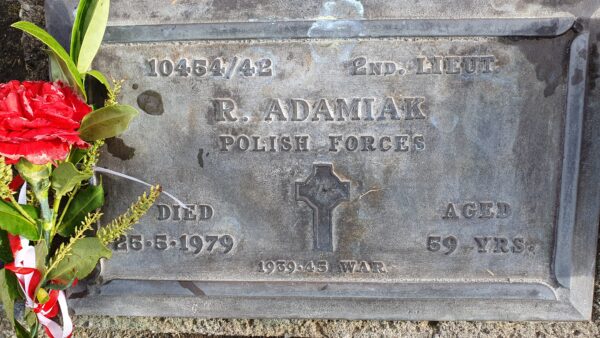 10454/42 2ND. LIEUT.
R. ADAMIAK
POLISH FORCES
DIED AGED
25·5·1979 59 YRS.
1939-45 WAR